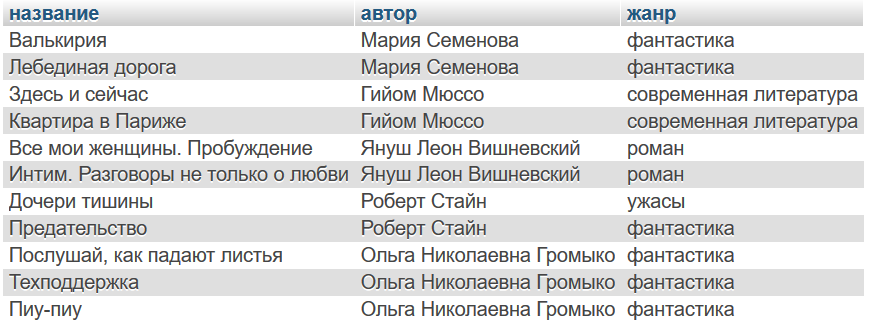 название автор жанр
Валькирия Мария Семенова фантастика
Лебединая дорога Мария Семенова фантастика
Здесь и сейчас Гийом Мюссо современная литература
Квартира в Париже Гийом Мюссо современная литература
Все мои женщины. Пробуждение Януш Леон Вишневский роман
Интим. Разговоры не только о любви Януш Леон Вишневский роман
Дочери тишины Роберт Стайн ужасы
Предательство Роберт Стайн фантастика
Послушай, как падают листья Ольга Николаевна Громыко фантастика
Техподдержка Ольга Николаевна Громыко фантастика
Пиу-пиу Ольга Николаевна Громыко фантастика